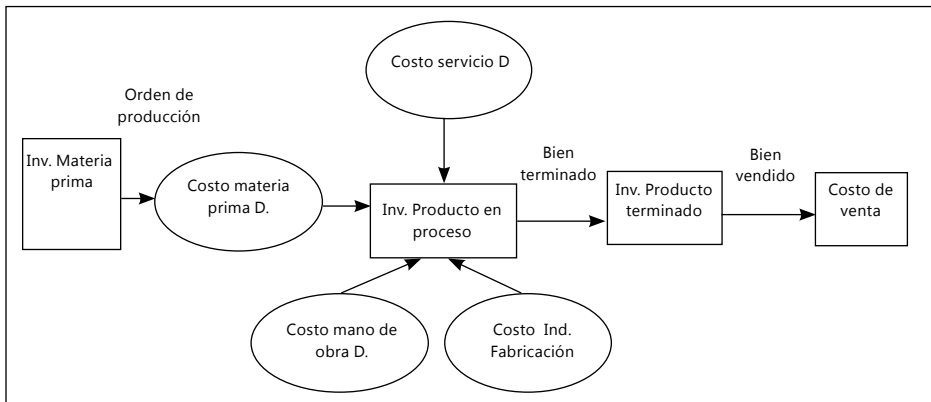 Costo servicio D
Orden de
producción
Inv. Materia
prima
Costo materia
prima D.
Inv. Producto en
proceso
Bien
terminado
Inv. Producto
terminado
Bien
vendido
Costo de
venta
Costo mano de
obra D.
Costo Ind.
Fabricación